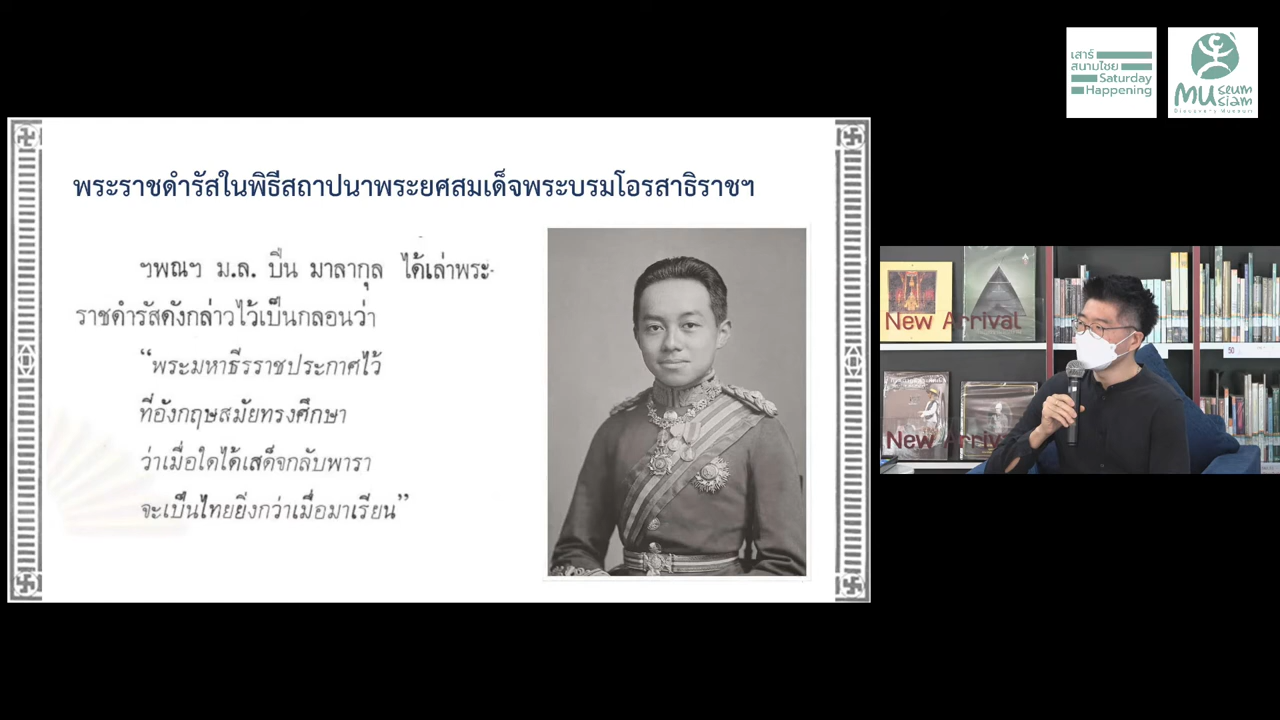 เสาร์
สนามไชย
Saturday
Happening
MUseum
siam
Discovery Museum
พระราชดำรัสในพิธีสถาปนาพระยศสมเด็จพระบรมโอรสาธิราชฯ
ฯพณฯ ม.ล. ปิ่น มาลากุล ได้เล่าพระ-
ราชดำรัสดังกล่าวไว้เป็นกลอนว่า
“พระมหาธีรราชประกาศไว้
ที่อังกฤษสมัยทรงศึกษา
ว่าเมื่อใดได้เสด็จกลับพารา
จะเป็นไทยยิ่งกว่าเมื่อมาเรียน”
New Arrival
New Arriv
50